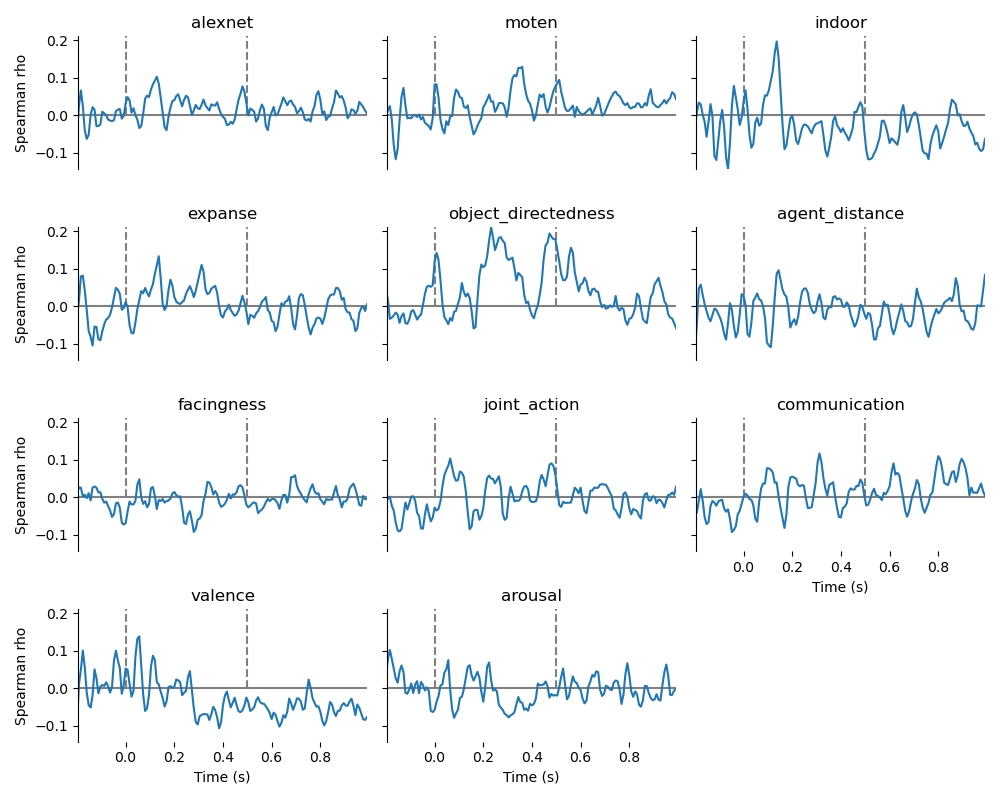 alexnet
moten
indoor
Spearman rho
0.2
0.1
0.0
−0.1
expanse
object_directedness
agent_distance
Spearman rho
0.2
0.1
0.0
−0.1
facingness
joint_action
communication
Spearman rho
0.2
0.1
0.0
−0.1
0.0 0.2 0.4 0.6 0.8
Time (s)
valence
arousal
Spearman rho
0.2
0.1
0.0
−0.1
0.0 0.2 0.4 0.6 0.8
Time (s)
0.0 0.2 0.4 0.6 0.8
Time (s)